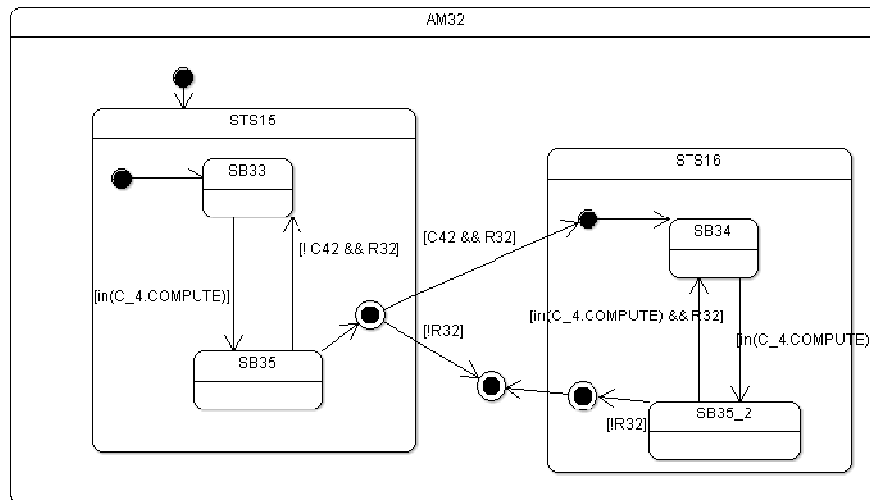 AM32
STS15
STS16
SB33
SB34
[C42 && R32]
[! C42 && R32]
[in(C_4.COMPUTE)]
[in(C_4.COMPUTE) && R32]
[in(C_4.COMPUTE)
[!R32]
SB35
SB35_2
[!R32]